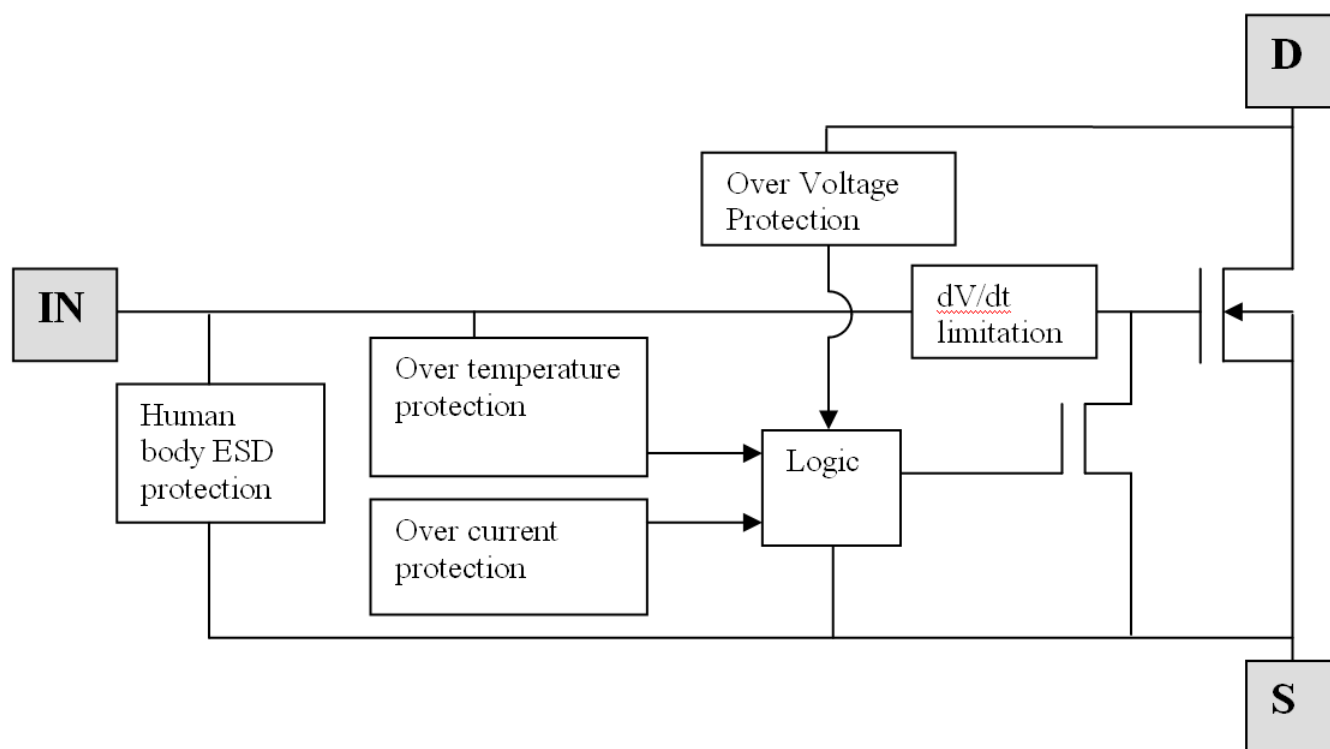 D
Over Voltage
Protection
IN
dV/dt
limitation
Over temperature
protection
Human
body ESD
protection
Logic
Over current
protection
S